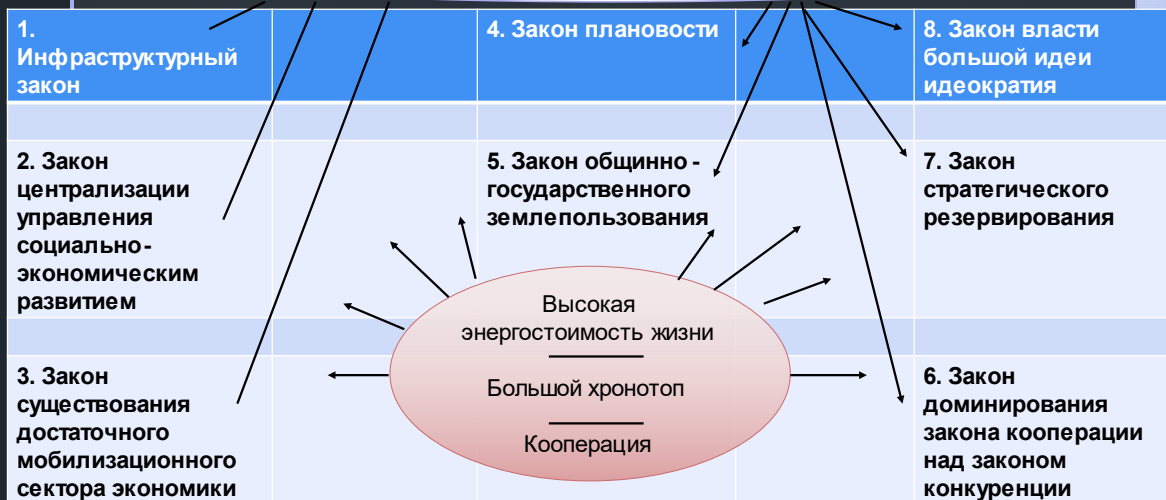 1.
Инфраструктурный
закон
4. Закон плановости
8. Закон власти
большой идеи
идеократия
2. Закон
централизации
управления
социально-
экономическим
развитием
5. Закон общинно -
государственного
землепользования
7. Закон
стратегического
резервирования
Высокая
энергостоимость жизни
Большой хронотоп
Кооперация
3. Закон
существования
достаточного
мобилизационного
сектора экономики
6. Закон
доминирования
закона кооперации
над законом
конкуренции